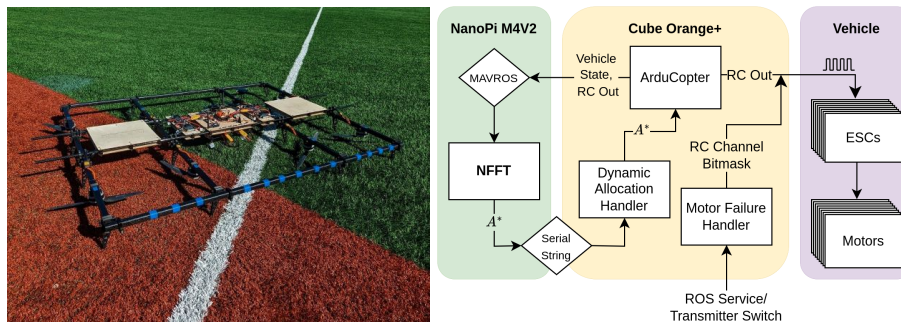 NanoPi M4V2
Cube Orange+
Vehicle
MAVROS
Vehicle
State,
RC Out
ArduCopter
RC Out
A*
RC Channel
Bitmask
ESCs
NFFT
Dynamic
Allocation
Handler
Motor Failure
Handler
A*
Serial
String
Motors
ROS Service/
Transmitter Switch